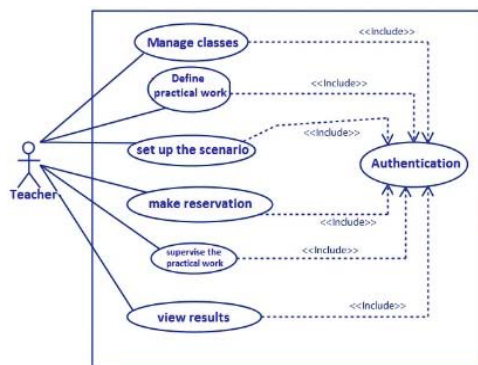 Manage classes
<<Include>>
Define
practical work
<<Include>>
set up the scenario
<<Include>>
Authentication
Teacher
make reservation
<<Include>>
supervise the
practical work
<<Include>>
view results
<<Include>>